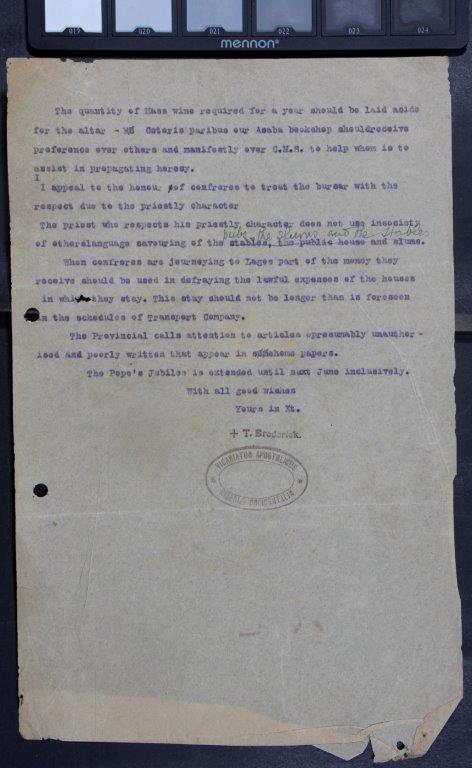 019 020 021 022 023 024
mennon
The quantity of Mass wine required for a year should be laid aside
for the altar - Ceteris paribus our Asaba bookshop shouldreceive
preference over others and manifestly over C.M.S. to help whom is to
assist in propagating heresy.
I
I appeal to the honour of confreres to treat the bursar with the
respect due to the priestly character
The priest who respects his priestly character does not use insociety
pubs, the slums and the stables
of otherslanguage savouring of the stables, the public house and slums.
When confreres are journeying to Lagos part of the money they
receive should be used in defraying the lawful expenses of the houses
in which they stay. This stay should not be longer than is foreseen
in the schedules of Transport Company.
The Provincial calls attention to articles presumably unauthor -
ised and poorly written that appear in home papers.
The Pope's Jubilee is extended until next June inclusively.
With all good wishes
Yours in Xt.
+ T. Broderick.
VICARIATUS APOSTOLICUS
NIGERIAE OCCIDENTALIS